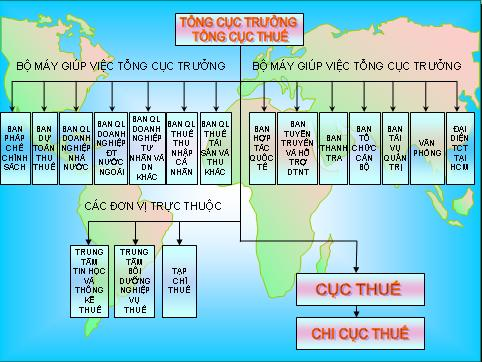 TỔNG CỤC TRƯỞNG
TỔNG CỤC THUẾ
BỘ MÁY GIÚP VIỆC TỔNG CỤC TRƯỞNG
BỘ MÁY GIÚP VIỆC TỔNG CỤC TRƯỞNG
BAN
PHÁP
CHẾ
CHÍNH
SÁCH
BAN
DỰ
TOÁN
THU
THUẾ
BAN QL
DOANH
NGHIỆP
NHÀ
NƯỚC
BAN QL
DOANH
NGHIỆP
ĐT
NƯỚC
NGOÀI
BAN QL
DOANH
NGHIỆP
TƯ
NHÂN VÀ
DN
KHÁC
BAN QL
THUẾ
THU
NHẬP
CÁ
NHÂN
BAN QL
THUẾ
TÀI
SẢN VÀ
THU
KHÁC
BAN
HỢP
TÁC
QUỐC
TẾ
BAN
TUYÊN
TRUYỀN
VÀ HỖ
TRỢ
DTNT
BAN
THANH
TRA
BAN
TỔ
CHỨC
CÁN
BỘ
BAN
TÀI
VỤ
QUẢN
TRỊ
VĂN
PHÒNG
ĐẠI
DIỆN
TCT
TẠI
HCM
CÁC ĐƠN VỊ TRỰC THUỘC
TRUNG
TÂM
TIN HỌC
VÀ
THỐNG
KÊ
THUẾ
TRUNG
TÂM
BỒI
DƯỠNG
NGHIỆP
VỤ
THUẾ
TẠP
CHÍ
THUẾ
CỤC THUẾ
CHI CỤC THUẾ